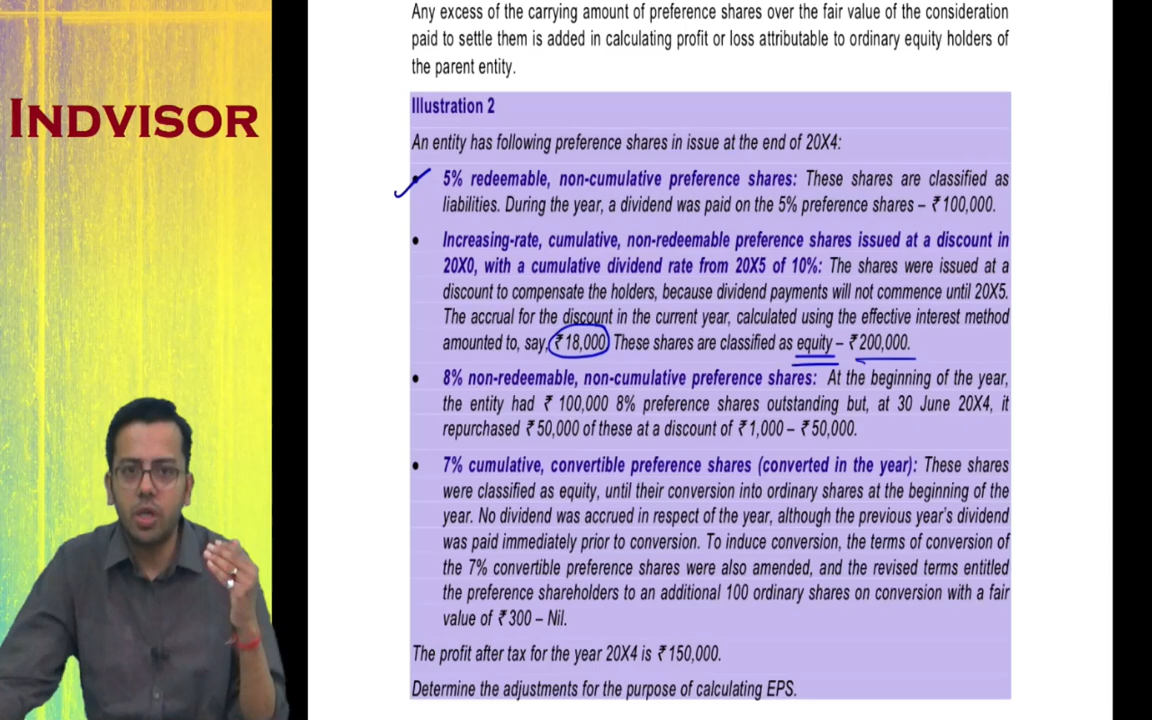 INDVISOR
Any excess of the carrying amount of preference shares over the fair value of the consideration
paid to settle them is added in calculating profit or loss attributable to ordinary equity holders of
the parent entity.
Illustration 2
An entity has following preference shares in issue at the end of 20X4:
• 5% redeemable, non-cumulative preference shares: These shares are classified as
liabilities. During the year, a dividend was paid on the 5% preference shares – ₹ 100,000.
• Increasing-rate, cumulative, non-redeemable preference shares issued at a discount in
20X0, with a cumulative dividend rate from 20X5 of 10%: The shares were issued at a
discount to compensate the holders, because dividend payments will not commence until 20X5.
The accrual for the discount in the current year, calculated using the effective interest method
amounted to, say, ₹ 18,000 These shares are classified as equity – ₹ 200,000.
• 8% non-redeemable, non-cumulative preference shares: At the beginning of the year,
the entity had ₹ 100,000 8% preference shares outstanding but, at 30 June 20X4, it
repurchased ₹ 50,000 of these at a discount of ₹ 1,000 – ₹ 50,000.
• 7% cumulative, convertible preference shares (converted in the year): These shares
were classified as equity, until their conversion into ordinary shares at the beginning of the
year. No dividend was accrued in respect of the year, although the previous year's dividend
was paid immediately prior to conversion. To induce conversion, the terms of conversion of
the 7% convertible preference shares were also amended, and the revised terms entitled
the preference shareholders to an additional 100 ordinary shares on conversion with a fair
value of ₹ 300 – Nil.
The profit after tax for the year 20X4 is ₹ 150,000.
Determine the adjustments for the purpose of calculating EPS.